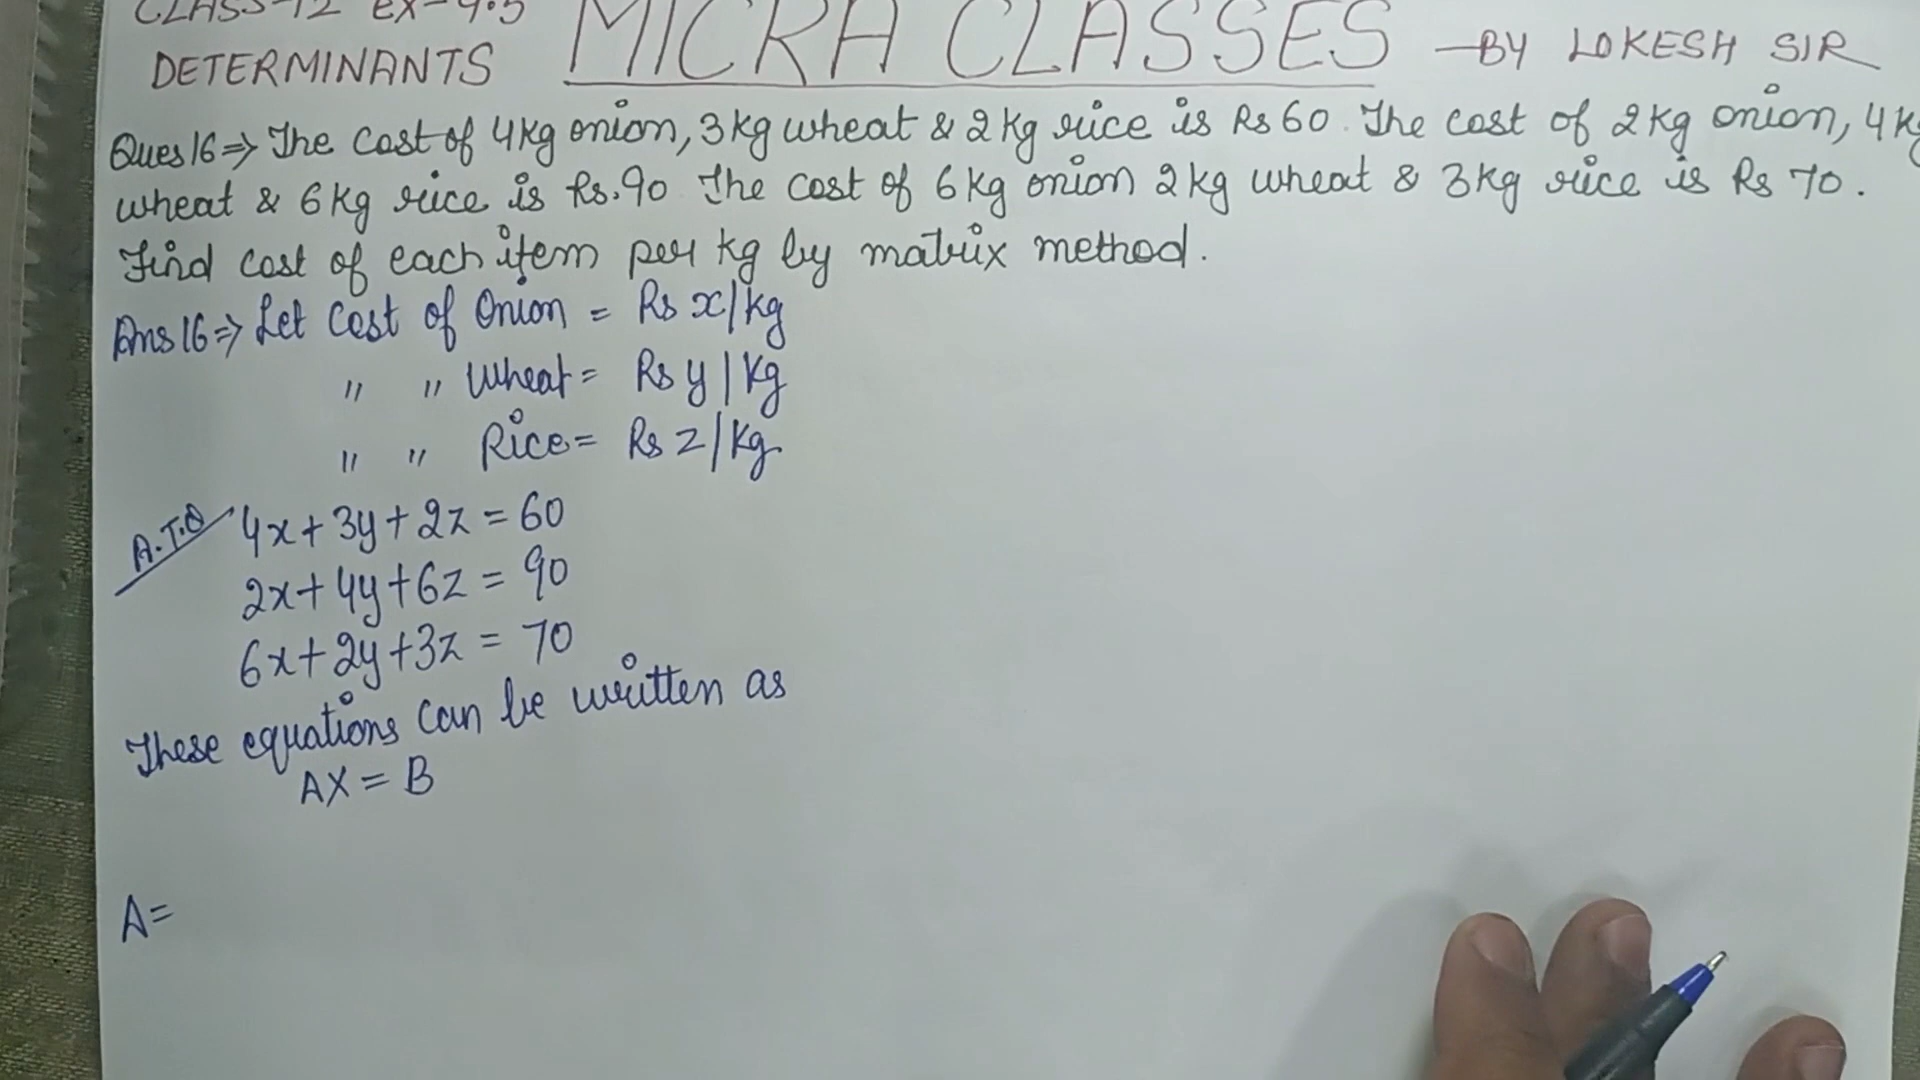 CLASS-12 EX-4.5
DETERMINANTS MICRA CLASSES -BY LOKESH SIR
Ques 16⇒ The cost of 4kg onion, 3kg wheat & 2kg rice is Rs 60. The cost of 2kg onion, 4kg
wheat & 6kg rice is Rs. 90 The cost of 6kg onion 2kg wheat & 3kg rice is Rs 70.
Find cost of each item per kg by matrix method.
Ans 16⇒ Let Cost of Onion = Rs x/kg
" " Wheat = Rs y/kg
" " Rice = Rs z/kg
A.T.Q 4x+3y+2z=60
2x+4y+6z=90
6x+2y+3z=70
These equations can be written as
AX=B
A=